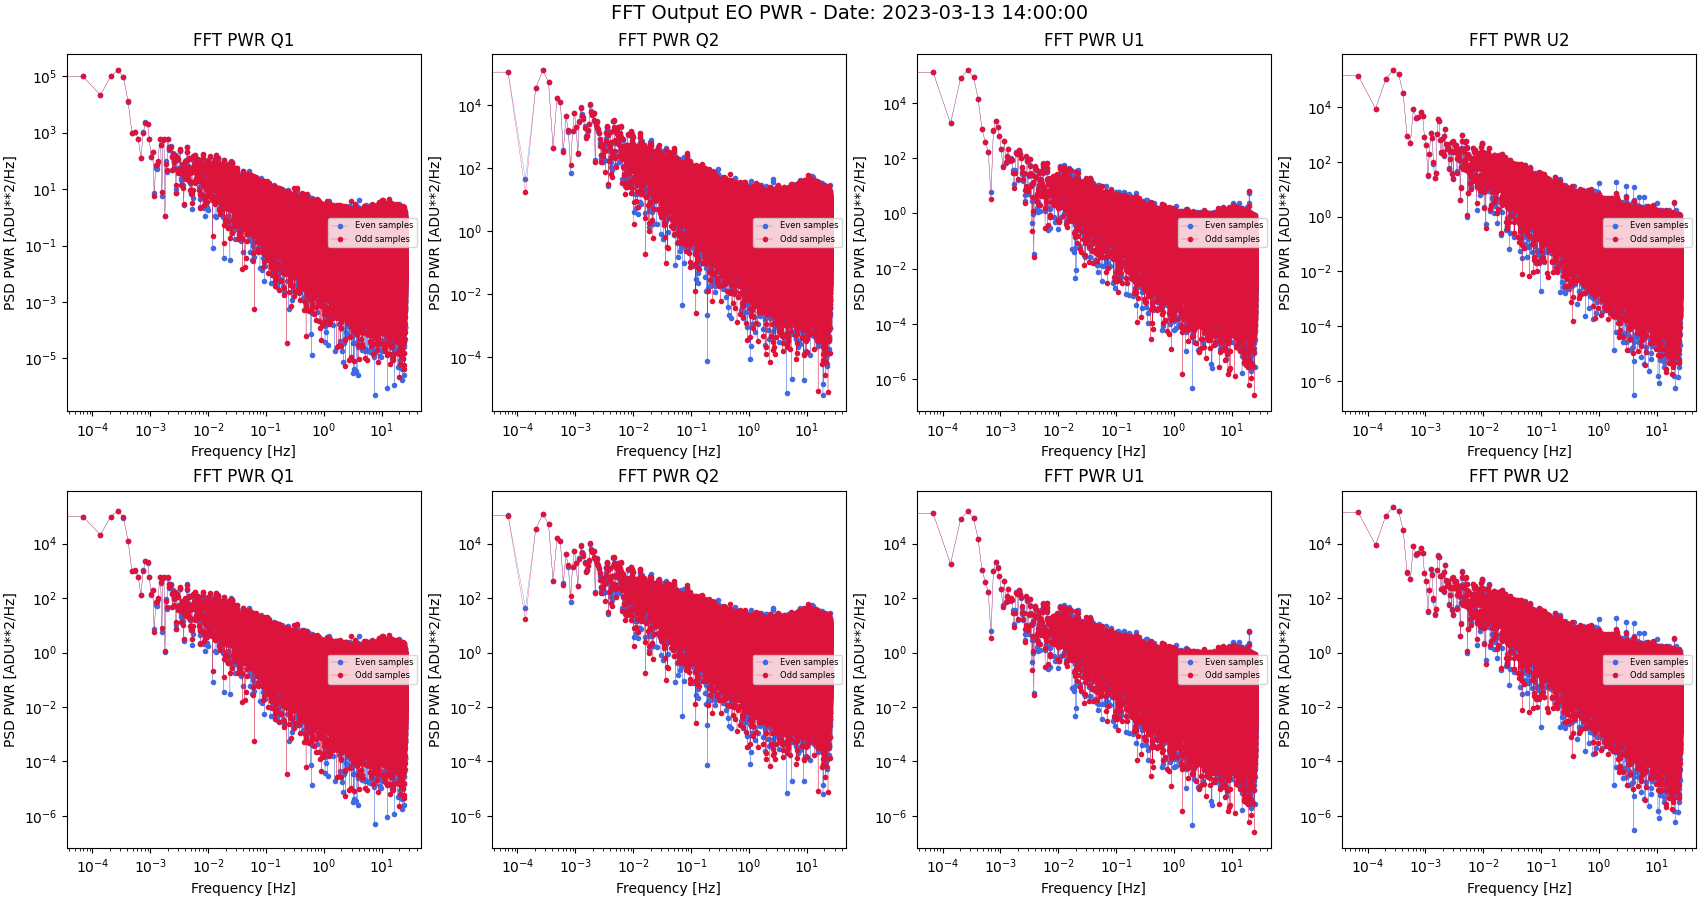 FFT Output EO PWR - Date: 2023-03-13 14:00:00
FFT PWR Q1
PSD PWR [ADU**2/Hz]
10^5
10^3
10^1
10^−1
10^−3
10^−5
Even samples
Odd samples
10^−4 10^−3 10^−2 10^−1 10^0 10^1
Frequency [Hz]
FFT PWR Q2
PSD PWR [ADU**2/Hz]
10^4
10^2
10^0
10^−2
10^−4
Even samples
Odd samples
10^−4 10^−3 10^−2 10^−1 10^0 10^1
Frequency [Hz]
FFT PWR U1
PSD PWR [ADU**2/Hz]
10^4
10^2
10^0
10^−2
10^−4
10^−6
Even samples
Odd samples
10^−4 10^−3 10^−2 10^−1 10^0 10^1
Frequency [Hz]
FFT PWR U2
PSD PWR [ADU**2/Hz]
10^4
10^2
10^0
10^−2
10^−4
10^−6
Even samples
Odd samples
10^−4 10^−3 10^−2 10^−1 10^0 10^1
Frequency [Hz]
FFT PWR Q1
PSD PWR [ADU**2/Hz]
10^4
10^2
10^0
10^−2
10^−4
10^−6
Even samples
Odd samples
10^−4 10^−3 10^−2 10^−1 10^0 10^1
Frequency [Hz]
FFT PWR Q2
PSD PWR [ADU**2/Hz]
10^4
10^2
10^0
10^−2
10^−4
10^−6
Even samples
Odd samples
10^−4 10^−3 10^−2 10^−1 10^0 10^1
Frequency [Hz]
FFT PWR U1
PSD PWR [ADU**2/Hz]
10^4
10^2
10^0
10^−2
10^−4
10^−6
Even samples
Odd samples
10^−4 10^−3 10^−2 10^−1 10^0 10^1
Frequency [Hz]
FFT PWR U2
PSD PWR [ADU**2/Hz]
10^4
10^2
10^0
10^−2
10^−4
10^−6
Even samples
Odd samples
10^−4 10^−3 10^−2 10^−1 10^0 10^1
Frequency [Hz]